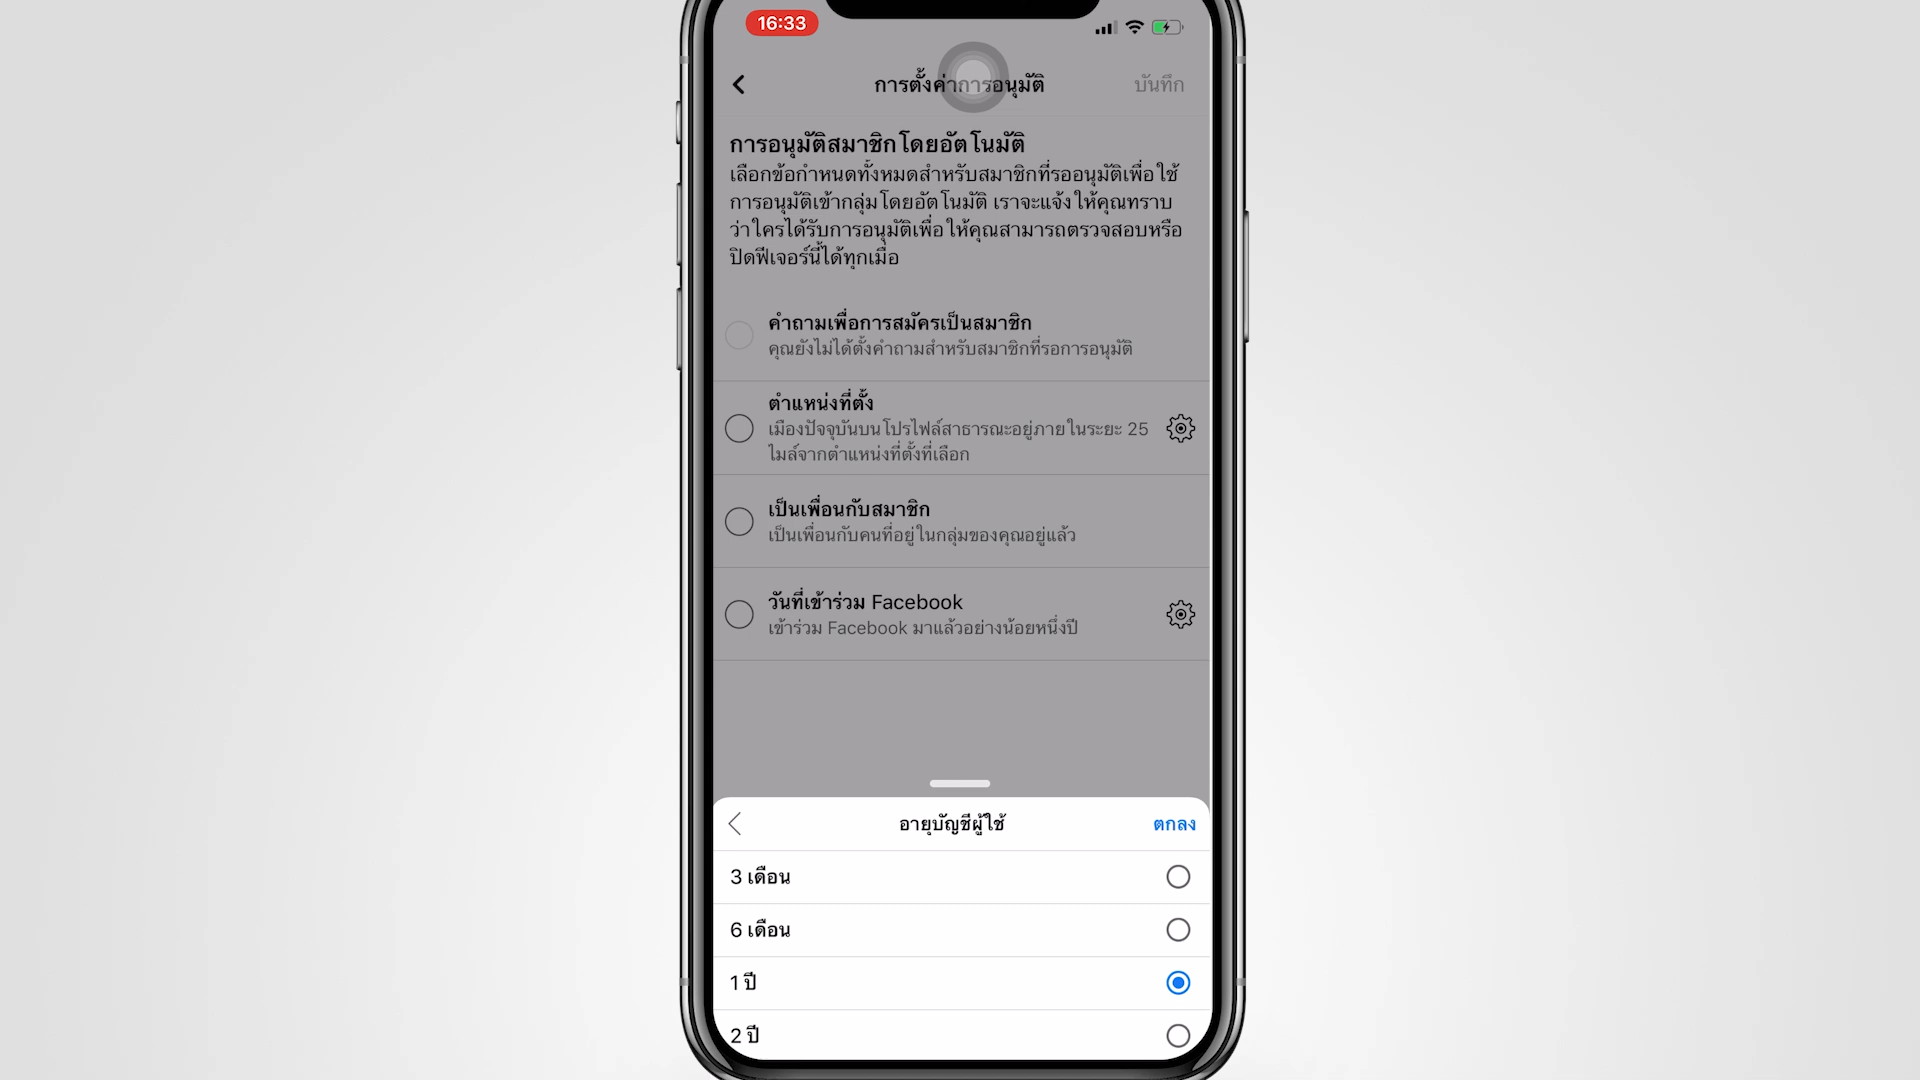 16:33
การตั้งค่าการอนุมัติ
บันทึก
การอนุมัติสมาชิกโดยอัตโนมัติ
เลือกข้อกำหนดทั้งหมดสำหรับสมาชิกที่รออนุมัติเพื่อใช้
การอนุมัติเข้ากลุ่มโดยอัตโนมัติ เราจะแจ้งให้คุณทราบ
ว่าใครได้รับการอนุมัติเพื่อให้คุณสามารถตรวจสอบหรือ
ปิดฟีเจอร์นี้ได้ทุกเมื่อ
คำถามเพื่อการสมัครเป็นสมาชิก
คุณยังไม่ได้ตั้งคำถามสำหรับสมาชิกที่รอการอนุมัติ
ตำแหน่งที่ตั้ง
เมืองปัจจุบันบนโปรไฟล์สาธารณะอยู่ภายในระยะ 25
ไมล์จากตำแหน่งที่ตั้งที่เลือก
เป็นเพื่อนกับสมาชิก
เป็นเพื่อนกับคนที่อยู่ในกลุ่มของคุณอยู่แล้ว
วันที่เข้าร่วม Facebook
เข้าร่วม Facebook มาแล้วอย่างน้อยหนึ่งปี
อายุบัญชีผู้ใช้
ตกลง
3 เดือน
6 เดือน
1 ปี
2 ปี